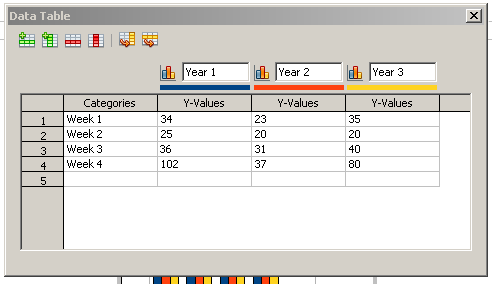 Data Table
Year 1 Year 2 Year 3
Categories Y-Values Y-Values Y-Values
1 Week 1 34 23 35
2 Week 2 25 20 20
3 Week 3 36 31 40
4 Week 4 102 37 80
5